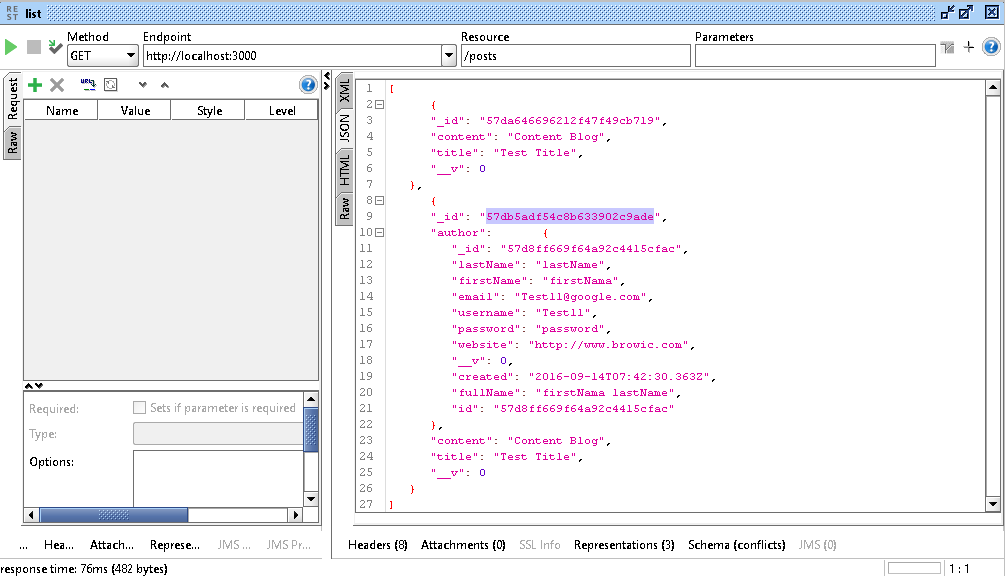 RE
ST
list
Method
Endpoint
Resource
Parameters
GET
http://localhost:3000
/posts
?
Request
Raw
Name
Value
Style
Level
Required:
Sets if parameter is required
Type:
Options:
... Hea... Attach... Represe... JMS ... JMS Pr...
XML
JSON
HTML
Raw
1 [
2 {
3 "_id": "57da646696212f47f49cb719",
4 "content": "Content Blog",
5 "title": "Test Title",
6 "__v": 0
7 },
8 {
9 "_id": "57db5adf54c8b633902c9ade",
10 "author": {
11 "_id": "57d8ff669f64a92c4415cfac",
12 "lastName": "lastName",
13 "firstName": "firstNama",
14 "email": "Test11@google.com",
15 "username": "Test11",
16 "password": "password",
17 "website": "http://www.browic.com",
18 "__v": 0,
19 "created": "2016-09-14T07:42:30.363Z",
20 "fullName": "firstNama lastName",
21 "id": "57d8ff669f64a92c4415cfac"
22 },
23 "content": "Content Blog",
24 "title": "Test Title",
25 "__v": 0
26 }
27 ]
Headers (8) Attachments (0) SSL Info Representations (3) Schema (conflicts) JMS (0)
response time: 76ms (482 bytes)
1 : 1